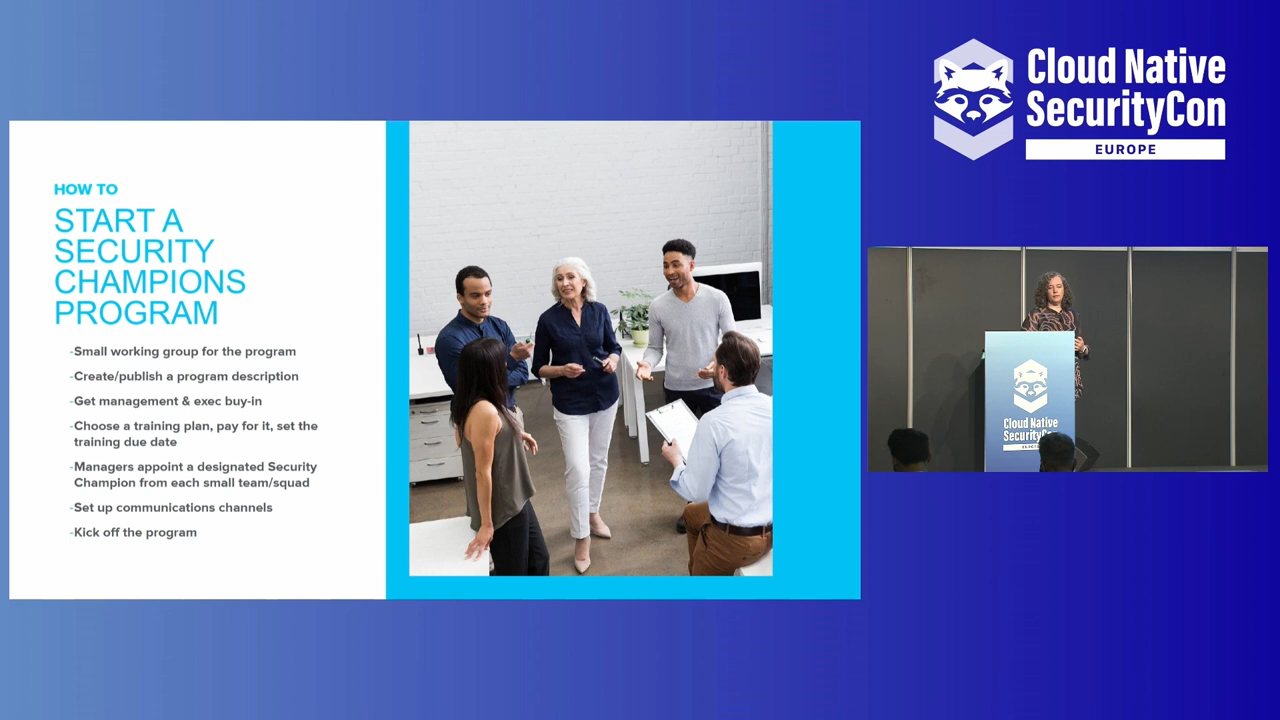 HOW TO
START A
SECURITY
CHAMPIONS
PROGRAM
-Small working group for the program
-Create/publish a program description
-Get management & exec buy-in
-Choose a training plan, pay for it, set the
training due date
-Managers appoint a designated Security
Champion from each small team/squad
-Set up communications channels
-Kick off the program
Cloud Native
SecurityCon
EUROPE
Cloud Native
SecurityCon